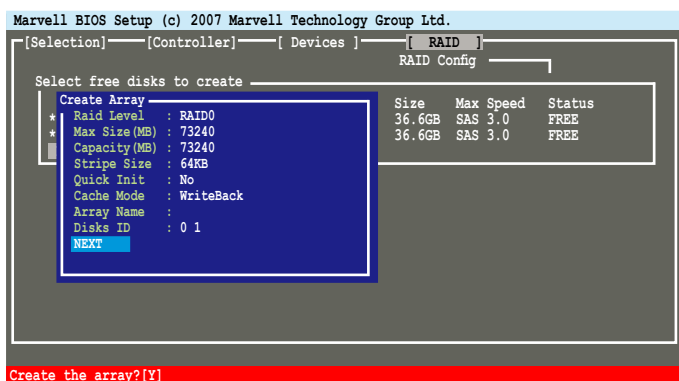 Marvell BIOS Setup (c) 2007 Marvell Technology Group Ltd.
[Selection] [Controller] [ Devices ] [ RAID ]
RAID Config
Select free disks to create
Create Array
Size Max Speed Status
* Raid Level : RAID0 36.6GB SAS 3.0 FREE
* Max Size(MB) : 73240 36.6GB SAS 3.0 FREE
Capacity(MB) : 73240
Stripe Size : 64KB
Quick Init : No
Cache Mode : WriteBack
Array Name :
Disks ID : 0 1
NEXT
Create the array?[Y]